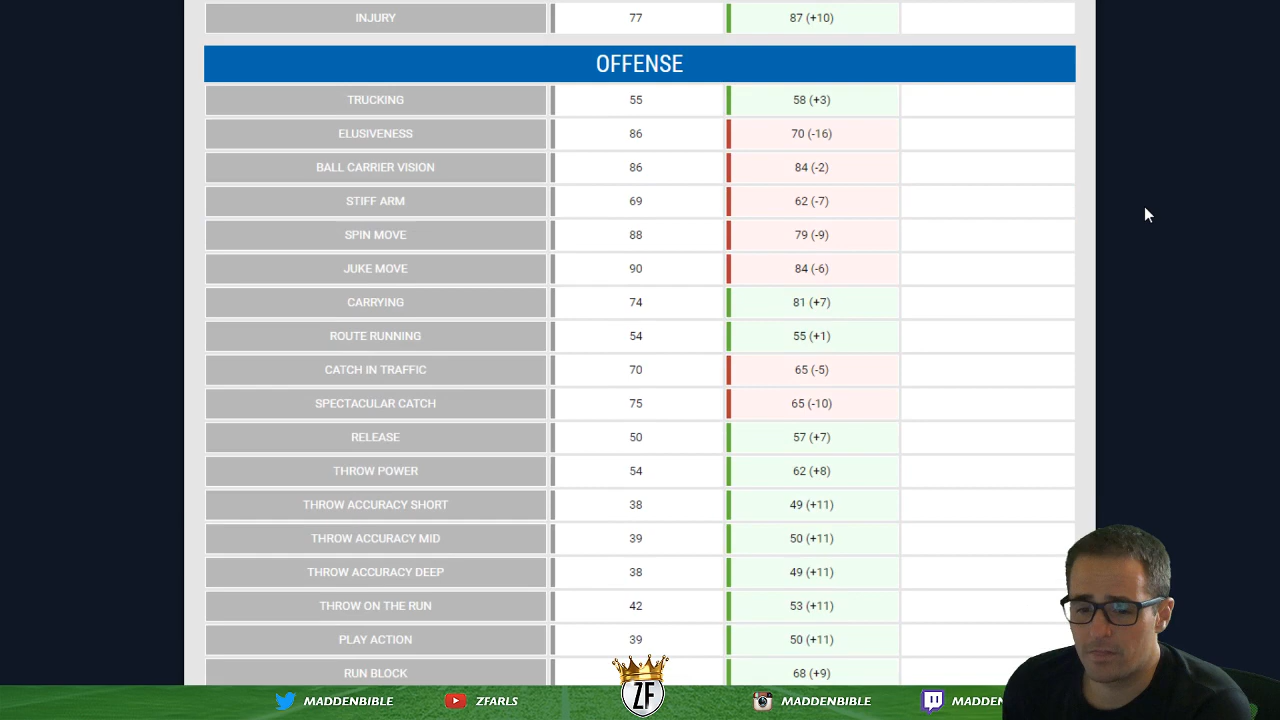 INJURY 77 87 (+10)
OFFENSE
TRUCKING 55 58 (+3)
ELUSIVENESS 86 70 (-16)
BALL CARRIER VISION 86 84 (-2)
STIFF ARM 69 62 (-7)
SPIN MOVE 88 79 (-9)
JUKE MOVE 90 84 (-6)
CARRYING 74 81 (+7)
ROUTE RUNNING 54 55 (+1)
CATCH IN TRAFFIC 70 65 (-5)
SPECTACULAR CATCH 75 65 (-10)
RELEASE 50 57 (+7)
THROW POWER 54 62 (+8)
THROW ACCURACY SHORT 38 49 (+11)
THROW ACCURACY MID 39 50 (+11)
THROW ACCURACY DEEP 38 49 (+11)
THROW ON THE RUN 42 53 (+11)
PLAY ACTION 39 50 (+11)
RUN BLOCK 68 (+9)
MADDENBIBLE ZFARLS ZF MADDENBIBLE MADDEN